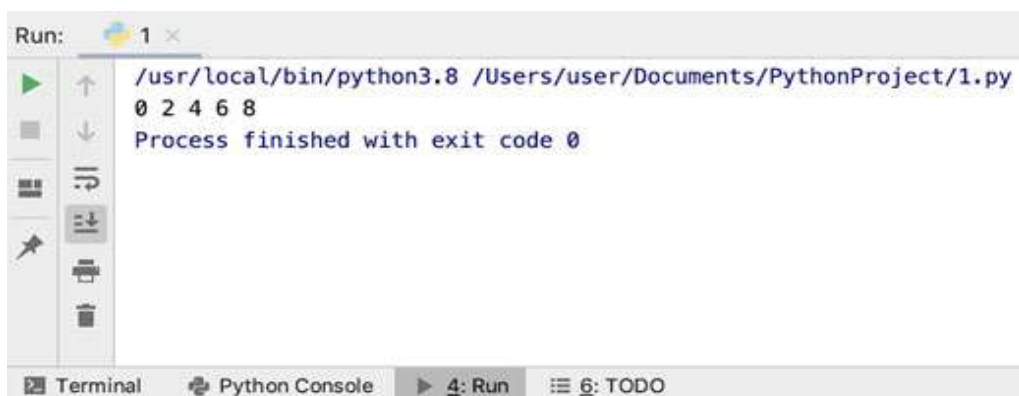 Run: 1 ×
/usr/local/bin/python3.8 /Users/user/Documents/PythonProject/1.py
0 2 4 6 8
Process finished with exit code 0
Terminal Python Console 4: Run 6: TODO